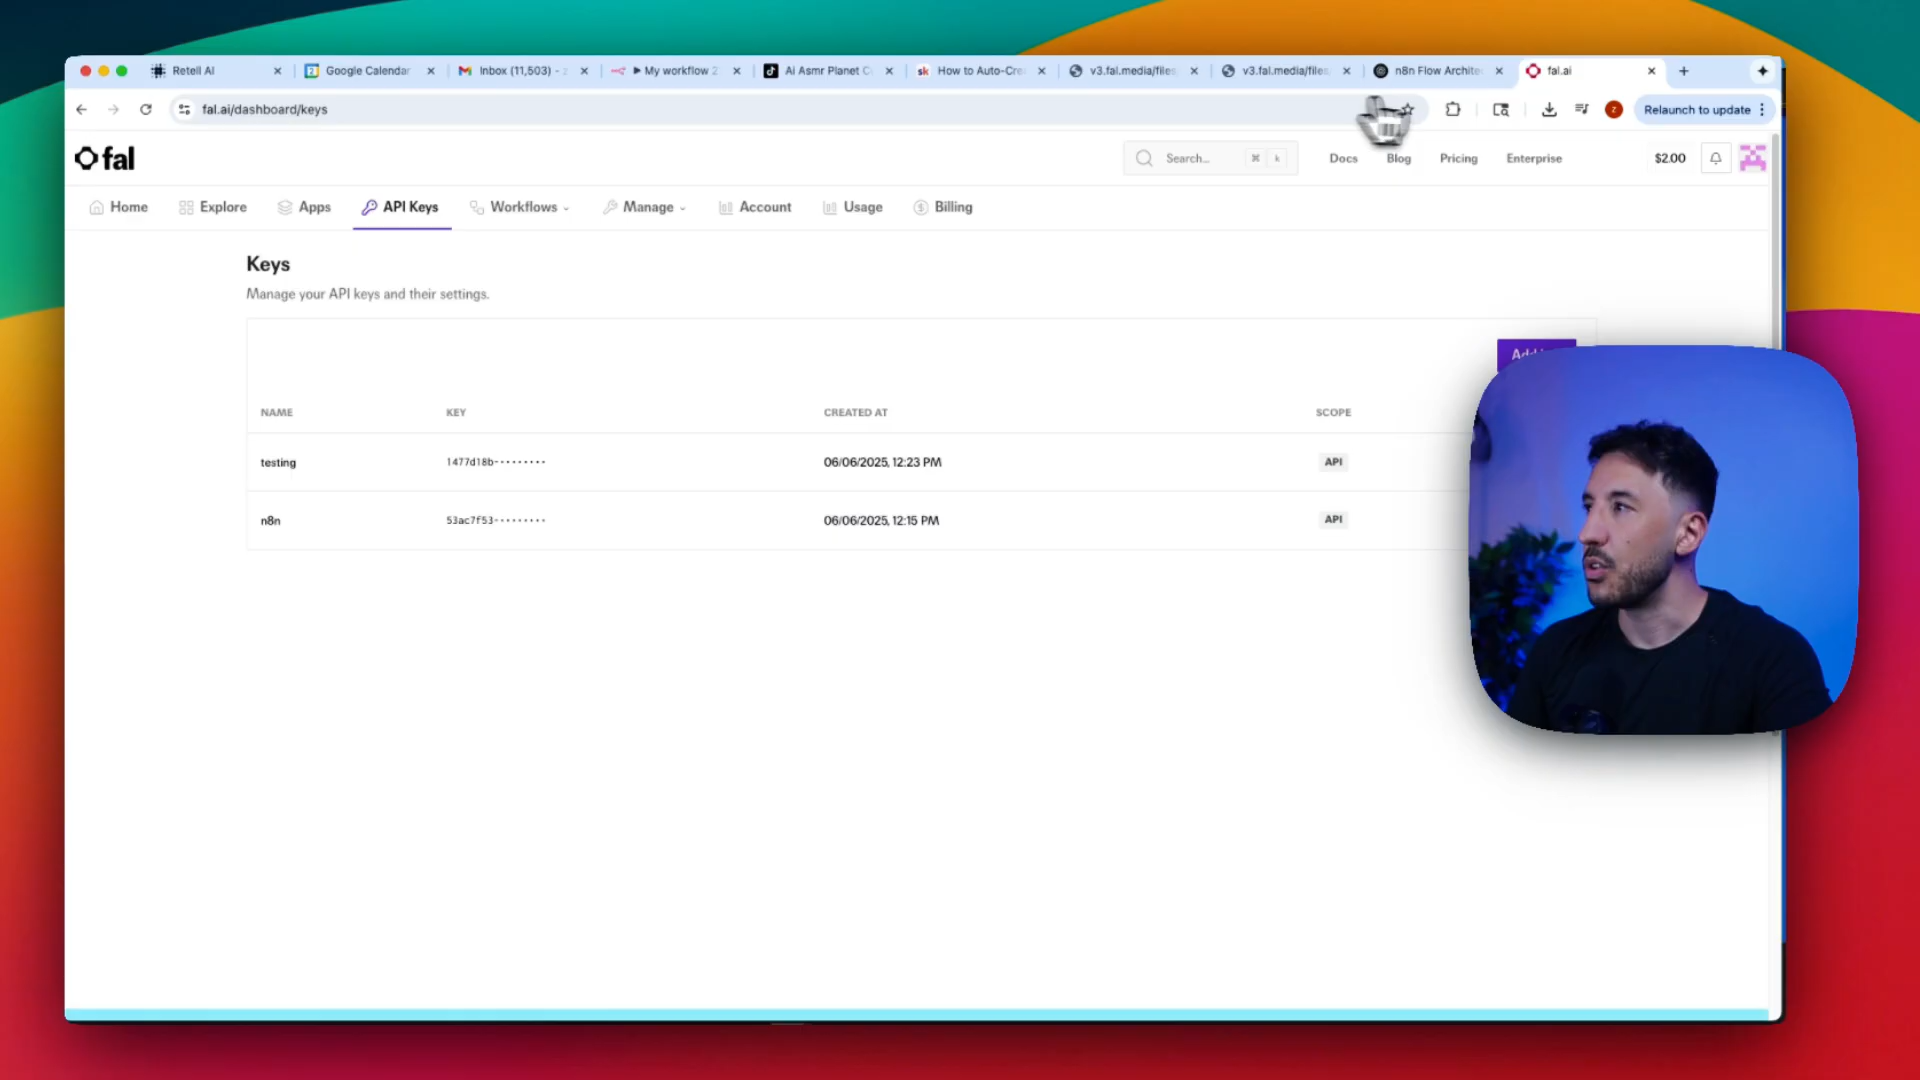 Retell AI
Google Calendar
Inbox (11,503) -
My workflow 2
Ai Asmr Planet C
How to Auto-Cre
v3.fal.media/files
v3.fal.media/files
n8n Flow Archite
fal.ai
fal.ai/dashboard/keys
Relaunch to update
fal
Search...
⌘ k
Docs
Blog
Pricing
Enterprise
$2.00
Home
Explore
Apps
API Keys
Workflows
Manage
Account
Usage
Billing
Keys
Manage your API keys and their settings.
NAME
KEY
CREATED AT
SCOPE
testing
1477d18b-········
06/06/2025, 12:23 PM
API
n8n
53ac7f53-········
06/06/2025, 12:15 PM
API